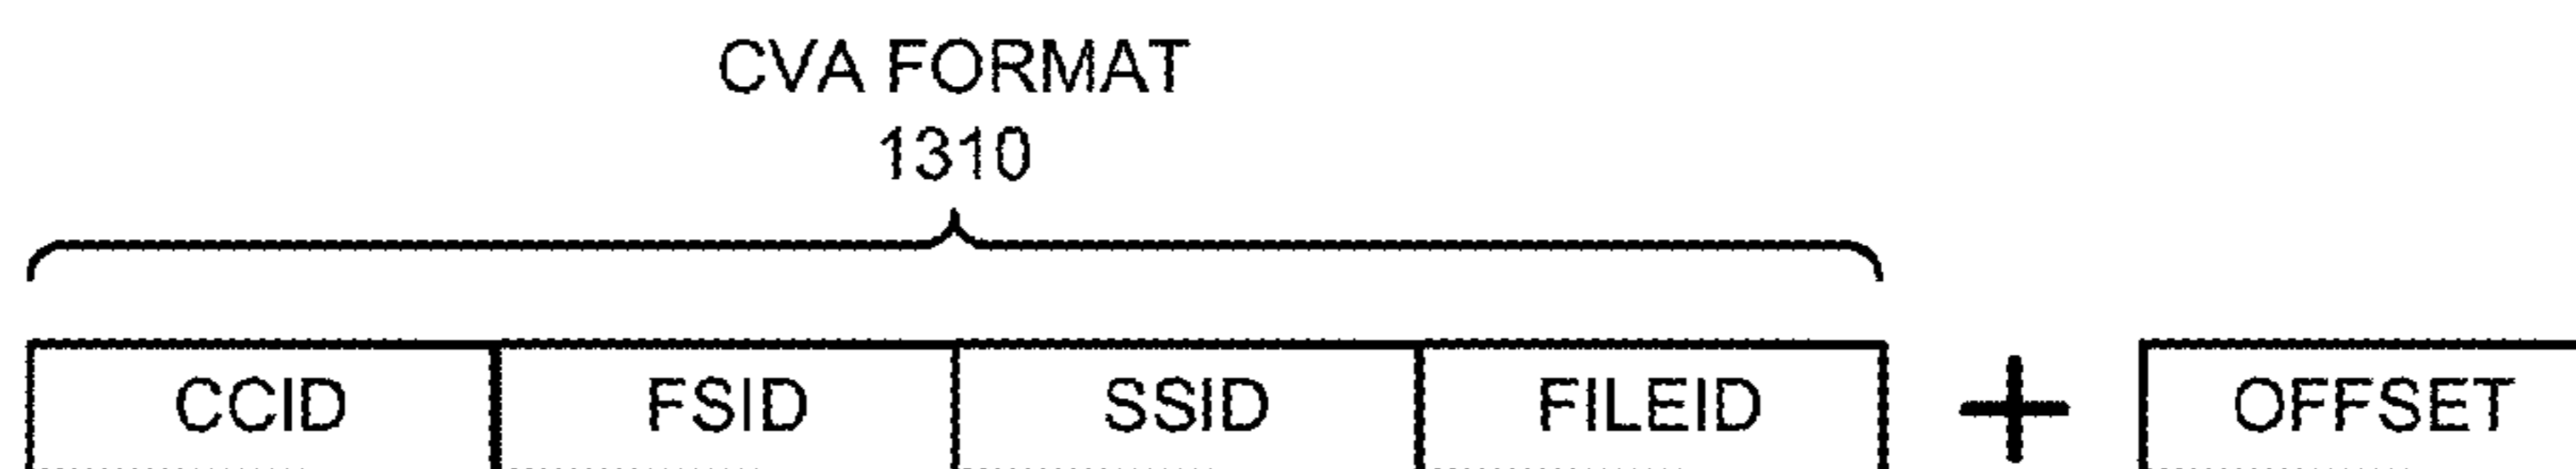 CVA FORMAT
1310
CCID FSID SSID FILEID + OFFSET